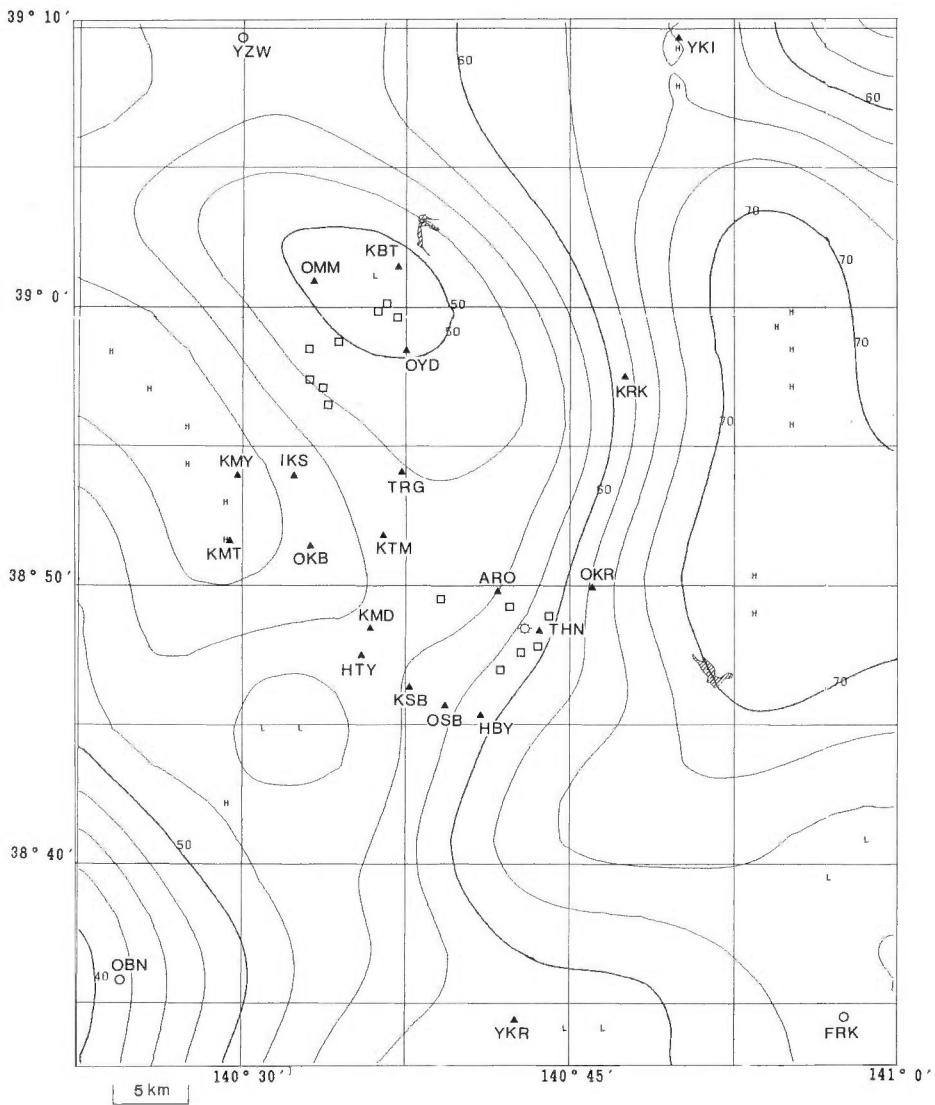 39° 10′
YZW
60
H
YKI
H
60
70
KBT
OMM
L
70
39° 0′
50
50
H
H
70
H
H
OYD
KRK
H
H
H
70
H
H
KMY
IKS
TRG
60
H
H
KMT
OKB
KTM
38° 50′
ARO
OKR
H
KMD
THN
H
HTY
KSB
OSB
HBY
70
L
L
H
50
L
38° 40′
L
OBN
40
YKR
L
L
FRK
140° 30′
140° 45′
141° 0′
5 km